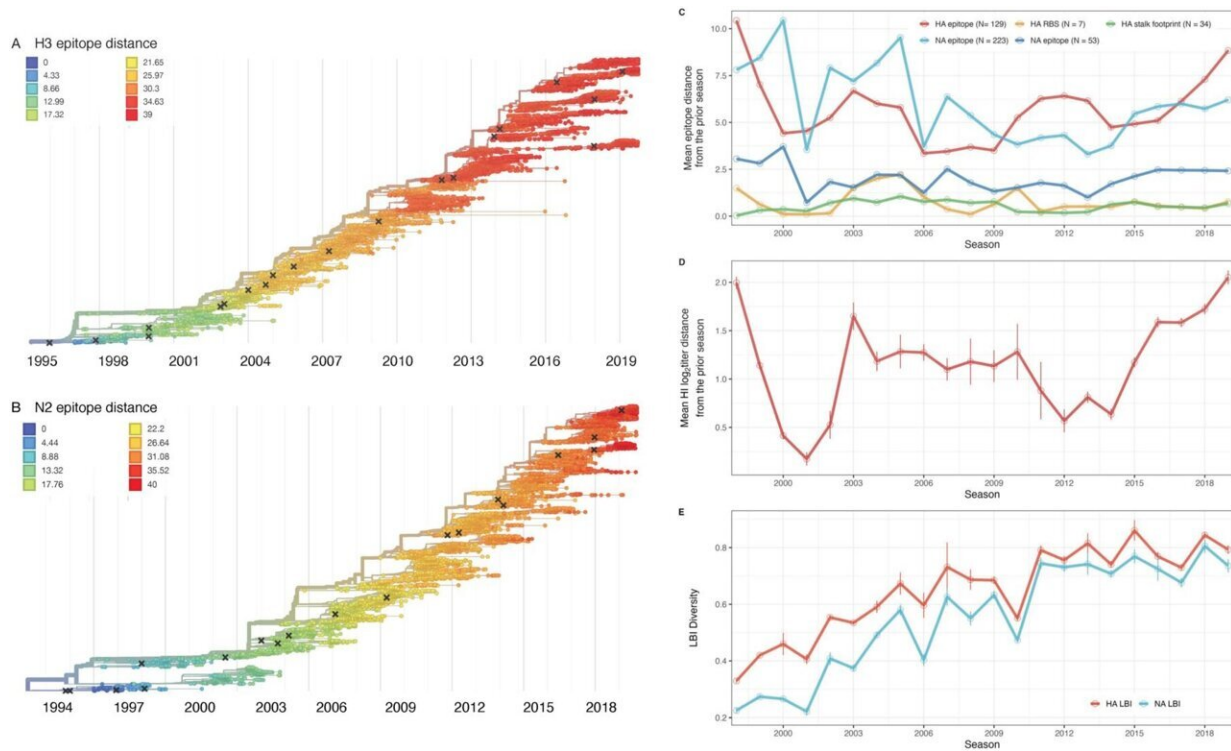 A H3 epitope distance
0 21.65
4.33 25.97
8.66 30.3
12.99 34.63
17.32 39
1995 1998 2001 2004 2007 2010 2013 2016 2019
B N2 epitope distance
0 22.2
4.44 26.64
8.88 31.08
13.32 35.52
17.76 40
1994 1997 2000 2003 2006 2009 2012 2015 2018
C
HA epitope (N= 129) HA RBS (N = 7) HA stalk footprint (N = 34)
NA epitope (N = 223) NA epitope (N = 53)
Mean epitope distance
from the prior season
10.0
7.5
5.0
2.5
0.0
2000 2003 2006 2009 2012 2015 2018
Season
D
Mean HI log2titer distance
from the prior season
2.0
1.5
1.0
0.5
2000 2003 2006 2009 2012 2015 2018
Season
E
LBI Diversity
0.8
0.6
0.4
0.2
HA LBI NA LBI
2000 2003 2006 2009 2012 2015 2018
Season